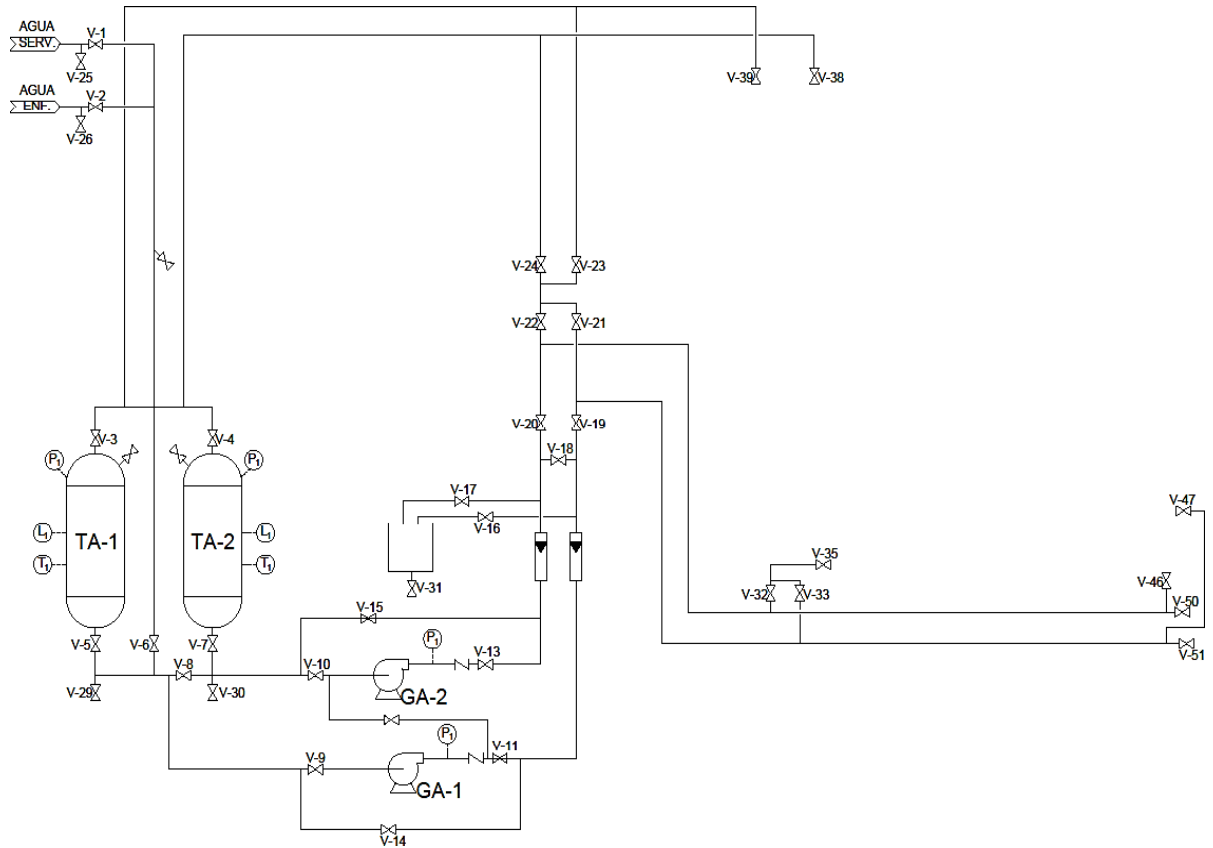 AGUA
SERV.
V-1
V-25
AGUA
ENF.
V-2
V-26
V-39
V-38
V-24
V-23
V-22
V-21
V-20
V-19
V-18
V-3
V-4
P1
P1
V-17
V-16
V-47
L1
TA-1
TA-2
L1
T1
T1
V-31
V-35
V-32
V-33
V-46
V-50
V-15
V-5
V-6
V-7
P1
V-13
V-51
V-8
V-10
V-29
V-30
GA-2
P1
V-11
V-9
GA-1
V-14